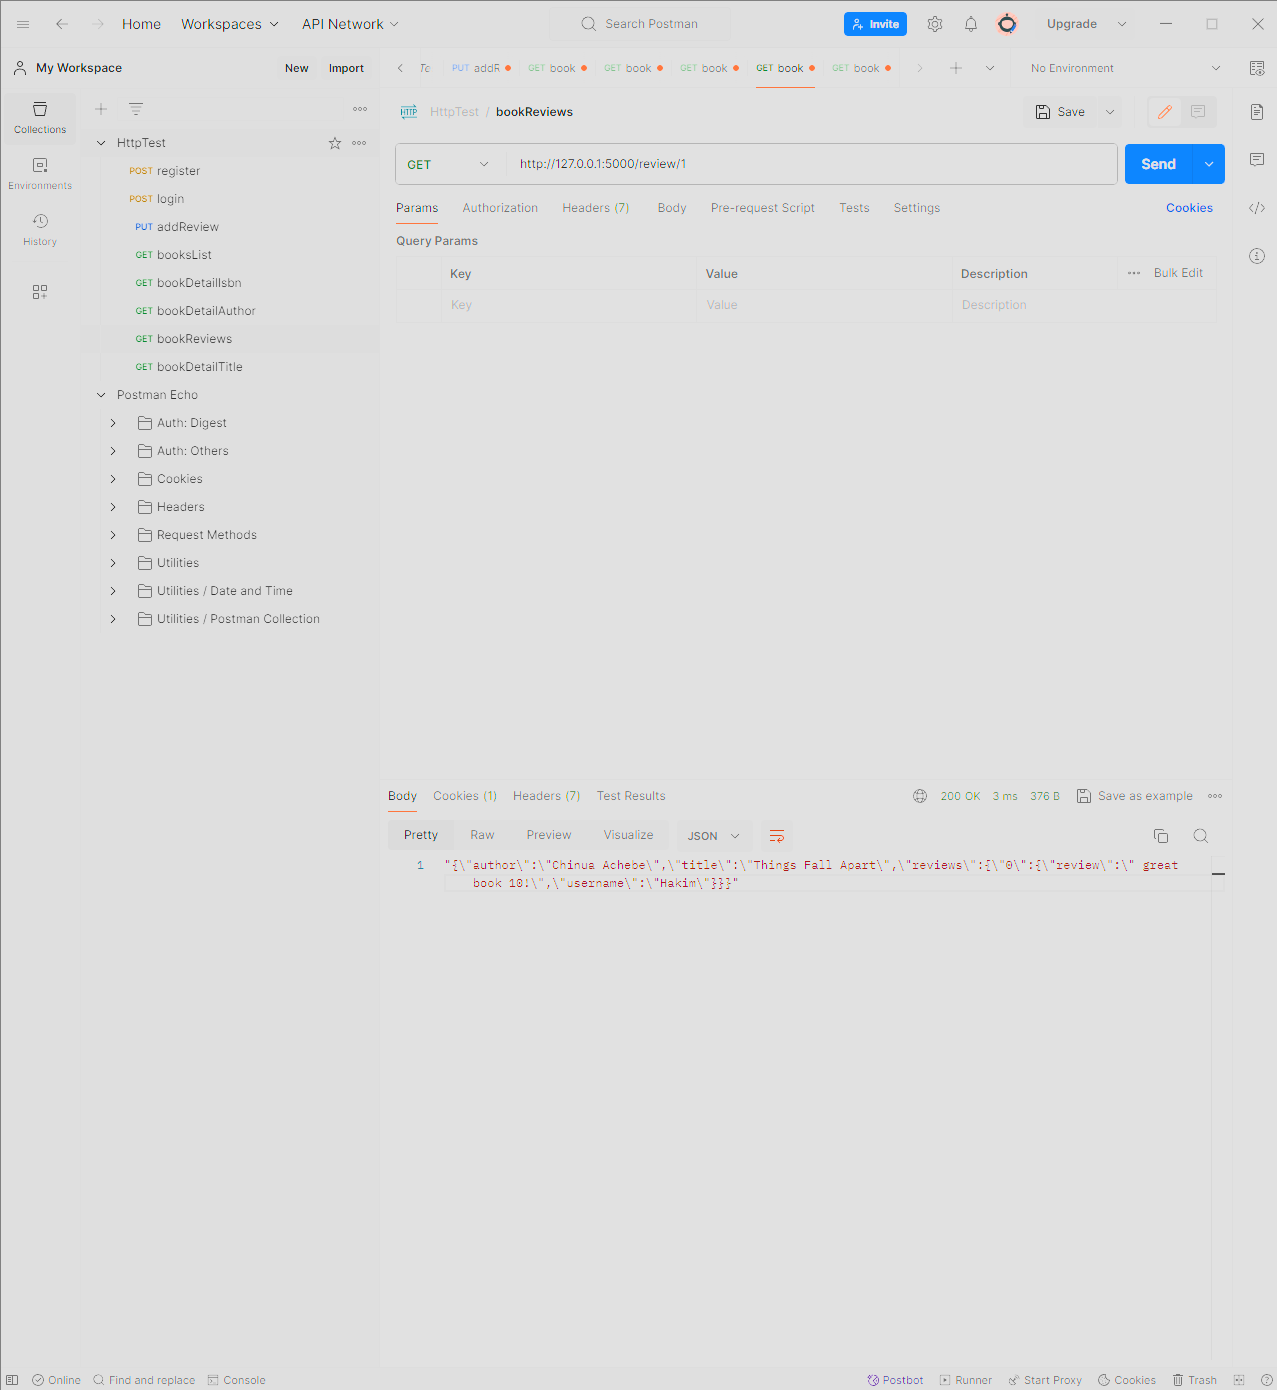 Home Workspaces API Network Search Postman Invite Upgrade
My Workspace New Import
PUT addR GET book GET book GET book GET book GET book No Environment
Collections
Environments
History
HttpTest
POST register
POST login
PUT addReview
GET booksList
GET bookDetailIsbn
GET bookDetailAuthor
GET bookReviews
GET bookDetailTitle
Postman Echo
Auth: Digest
Auth: Others
Cookies
Headers
Request Methods
Utilities
Utilities / Date and Time
Utilities / Postman Collection
HTTP HttpTest / bookReviews Save
GET http://127.0.0.1:5000/review/1 Send
Params Authorization Headers (7) Body Pre-request Script Tests Settings Cookies
Query Params
Key Value Description Bulk Edit
Key Value Description
Body Cookies (1) Headers (7) Test Results 200 OK 3 ms 376 B Save as example
Pretty Raw Preview Visualize JSON
1 "{\"author\":\"Chinua Achebe\",\"title\":\"Things Fall Apart\",\"reviews\":{\"0\":{\"review\":\" great
book 10!\",\"username\":\"Hakim\"}}}"
Online Find and replace Console Postbot Runner Start Proxy Cookies Trash